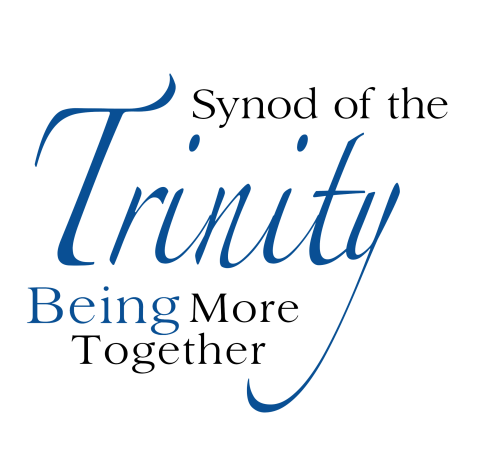 Synod of the
Trinity
Being More
Together